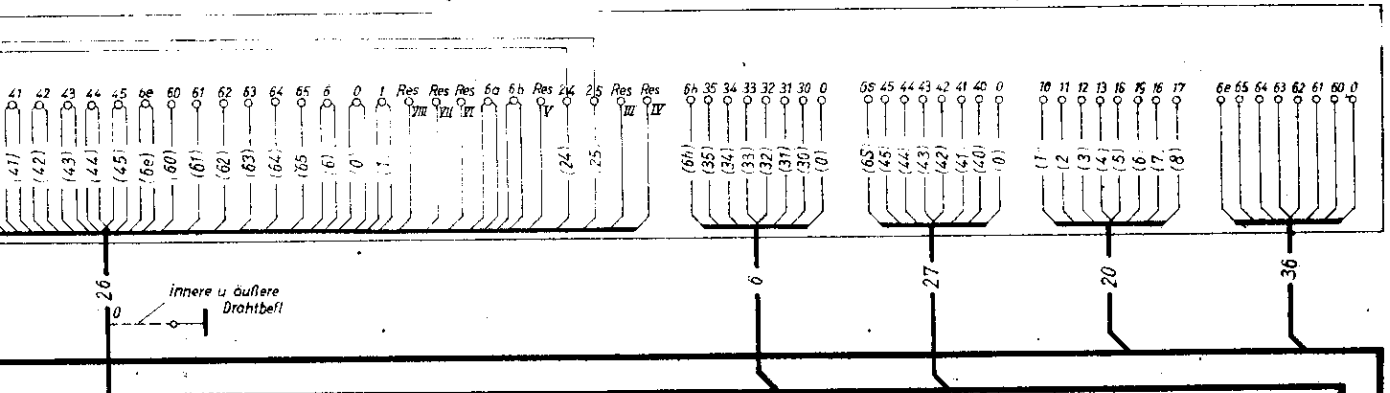 41 42 43 44 45 6e 60 61 62 63 64 65 6 0 1 Res VIII Res VII Res VI 6a 6b Res V 24 25 Res III Res IV 6h 35 34 33 32 31 30 0 6S 45 44 43 42 41 40 0 10 11 12 13 18 19 16 17 6e 65 64 63 62 61 60 0
(41) (42) (43) (44) (45) (6e) (60) (61) (62) (63) (64) (65 (6) (0) (1) (24) (25) (6h) (35) (34) (33) (32) (31) (30) (0) (6S) (45) (44) (43) (42) (41) (40) (0) (1) (2 (3) (4) (5) (6) (7) (8)
26 6 27 20 36
innere u äußere
0 Drahtbefl